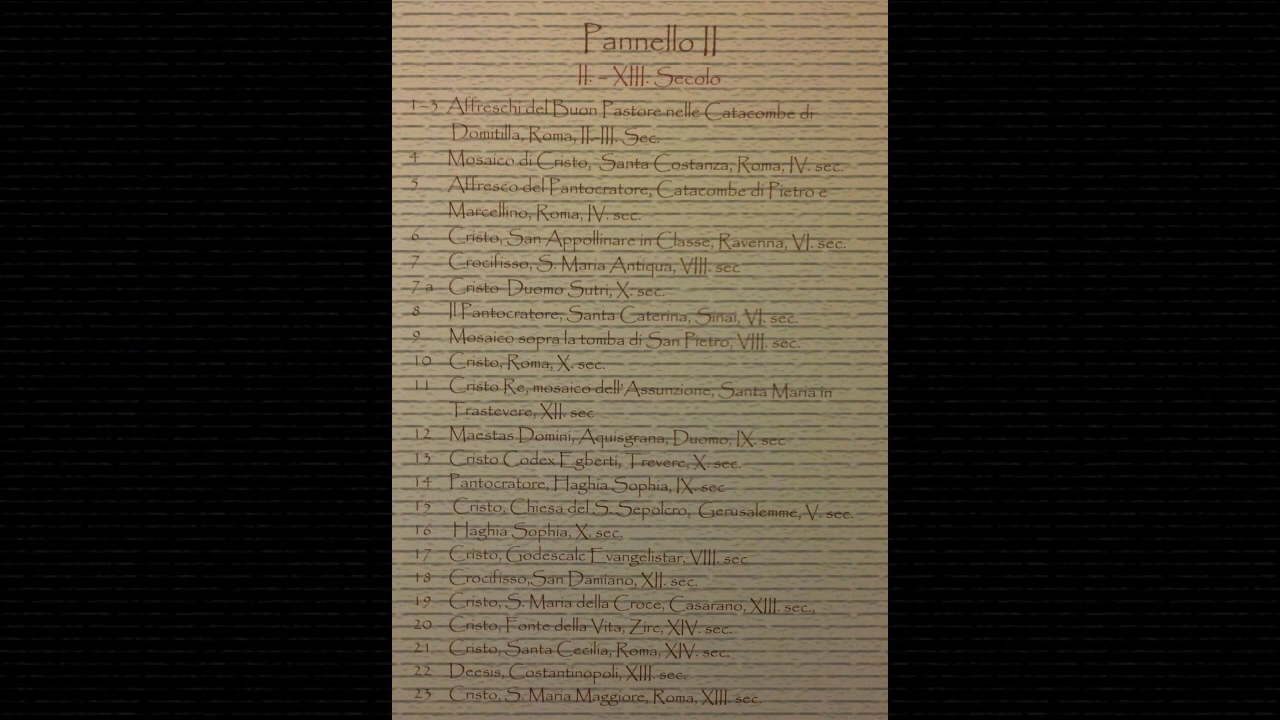 Pannello II
II. – XIII. Secolo
1–3 Affreschi del Buon Pastore nelle Catacombe di
Domitilla, Roma, II–III. Sec.
4 Mosaico di Cristo, Santa Costanza, Roma, IV. sec.
5 Affresco del Pantocratore, Catacombe di Pietro e
Marcellino, Roma, IV. sec.
6 Cristo, San Appollinare in Classe, Ravenna, VI. sec.
7 Crocifisso, S. Maria Antiqua, VIII. sec
7 a Cristo Duomo Sutri, X. sec.
8 Il Pantocratore, Santa Caterina, Sinai, VI. sec.
9 Mosaico sopra la tomba di San Pietro, VIII. sec.
10 Cristo, Roma, X. sec.
11 Cristo Re, mosaico dell'Assunzione, Santa Maria in
Trastevere, XII. sec
12 Maestas Domini, Aquisgrana, Duomo, IX. sec
13 Cristo Codex Egberti, Trevere, X. sec.
14 Pantocratore, Haghia Sophia, IX. sec
15 Cristo, Chiesa del S. Sepolcro, Gerusalemme, V. sec.
16 Haghia Sophia, X. sec.
17 Cristo, Godescalc Evangelistar, VIII. sec
18 Crocifisso,San Damiano, XII. sec.
19 Cristo, S. Maria della Croce, Casarano, XIII. sec.,
20 Cristo, Fonte della Vita, Zirc, XIV. sec.
21 Cristo, Santa Cecilia, Roma, XIV. sec.
22 Deesis, Costantinopoli, XIII. sec.
23 Cristo, S. Maria Maggiore, Roma, XIII. sec.